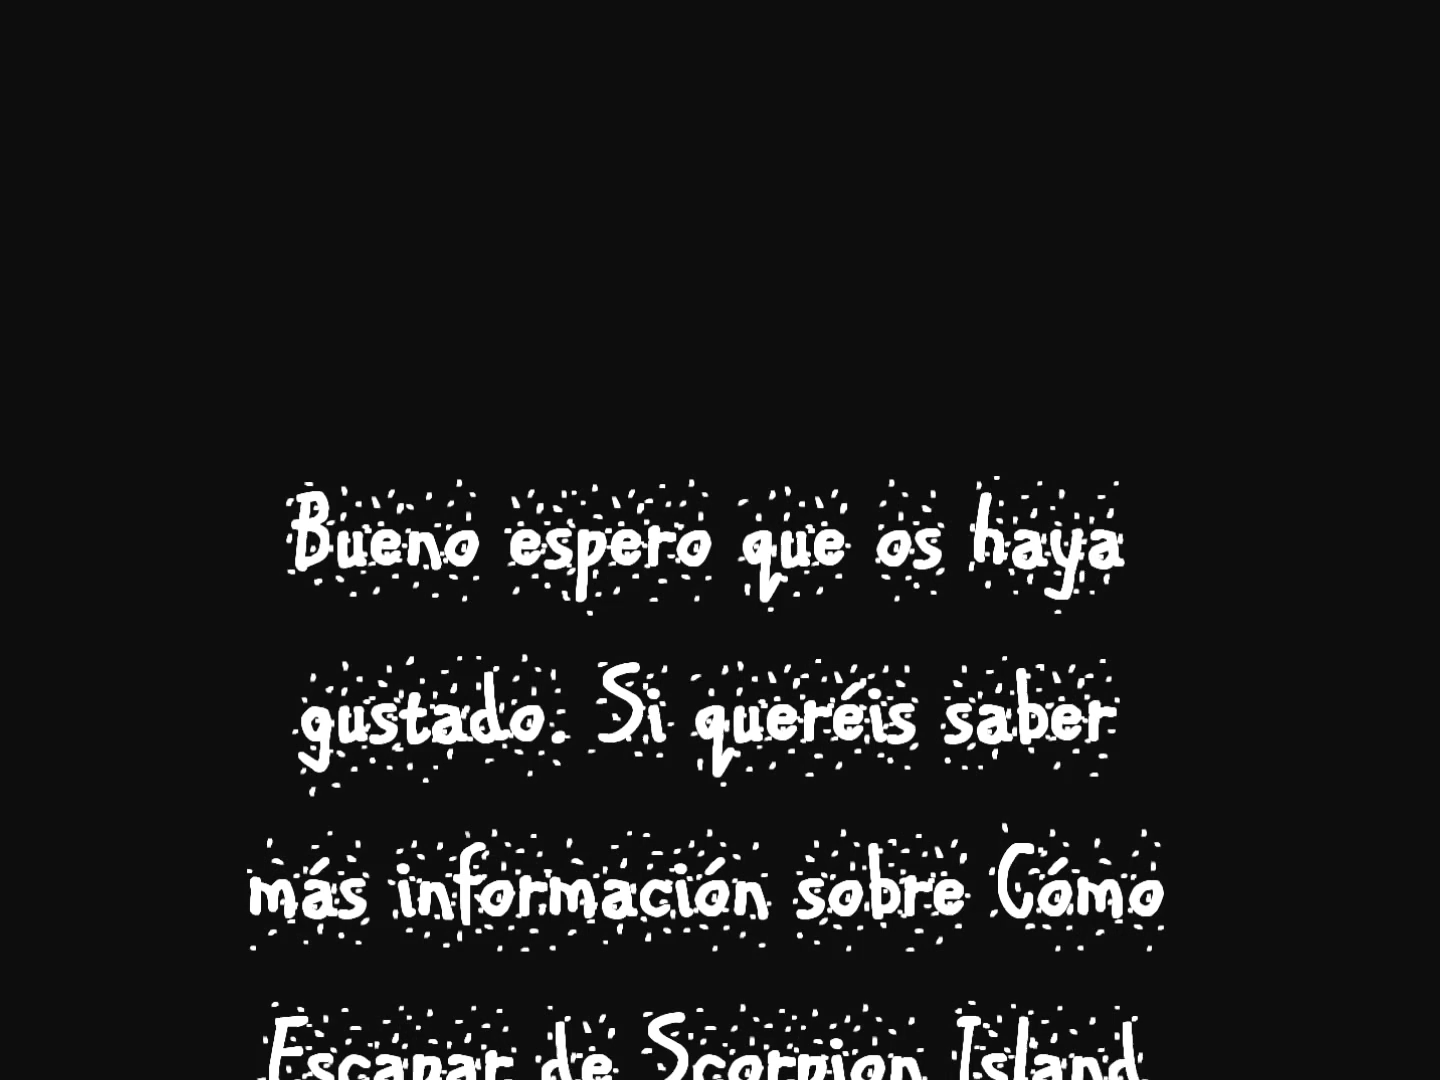 Bueno espero que os haya
gustado. Si queréis saber
más información sobre Cómo
Escapar de Scorpion Island